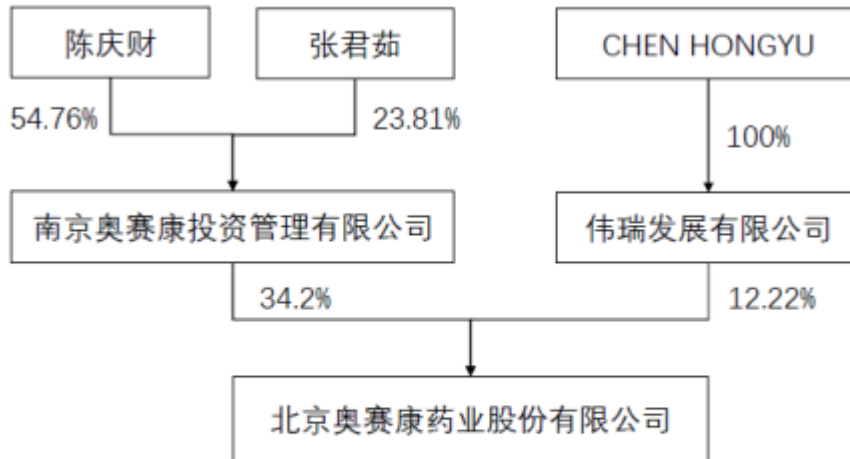 陈庆财
张君茹
CHEN HONGYU
54.76%
23.81%
100%
南京奥赛康投资管理有限公司
伟瑞发展有限公司
34.2%
12.22%
北京奥赛康药业股份有限公司